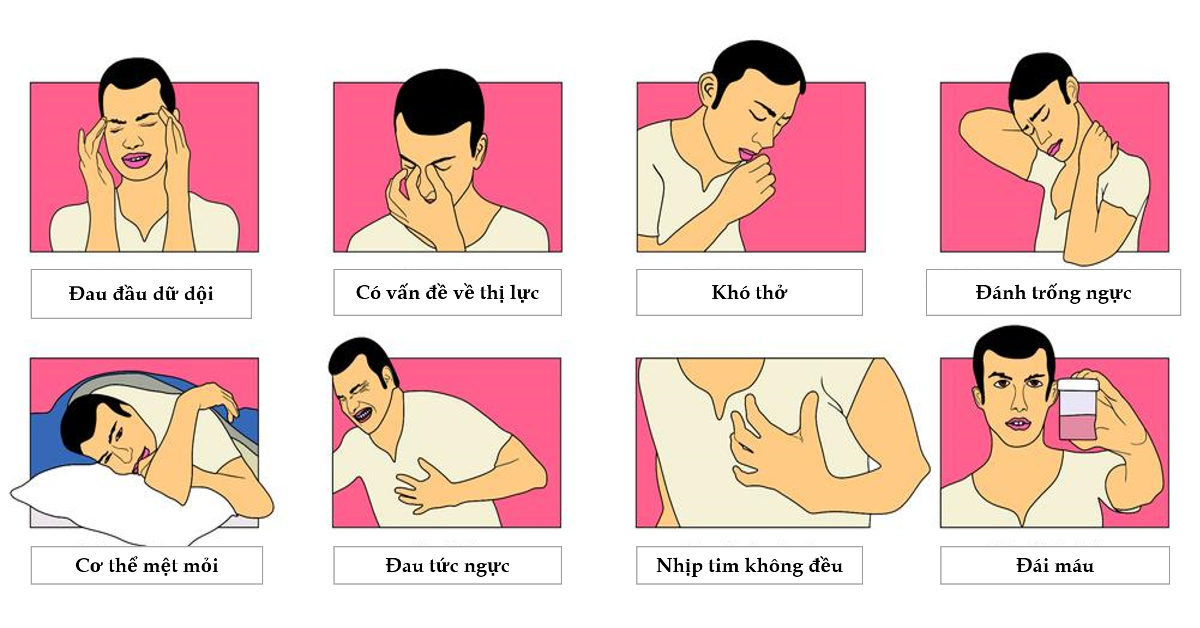 Đau đầu dữ dội
Có vấn đề về thị lực
Khó thở
Đánh trống ngực
Cơ thể mệt mỏi
Đau tức ngực
Nhịp tim không đều
Đái máu